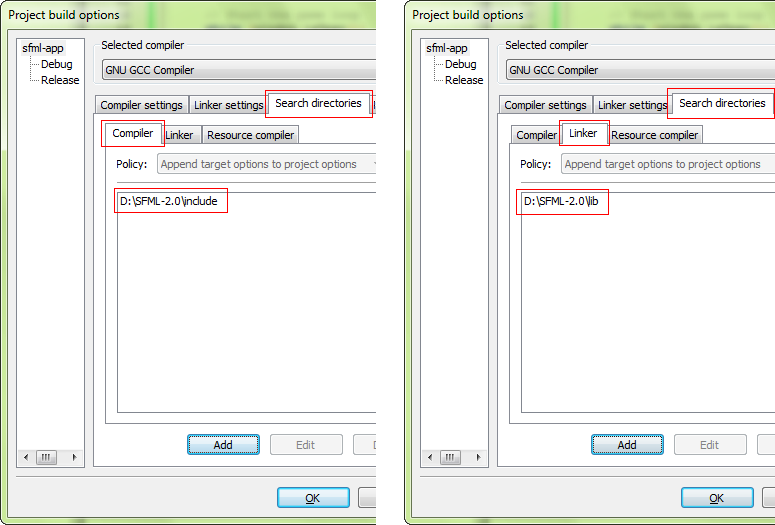 Project build options
sfml-app
Debug
Release
Selected compiler
GNU GCC Compiler
Compiler settings Linker settings Search directories
Compiler Linker Resource compiler
Policy: Append target options to project options
D:\SFML-2.0\include
Add Edit
OK
Project build options
sfml-app
Debug
Release
Selected compiler
GNU GCC Compiler
Compiler settings Linker settings Search directories
Compiler Linker Resource compiler
Policy: Append target options to project options
D:\SFML-2.0\lib
Add Edit
OK